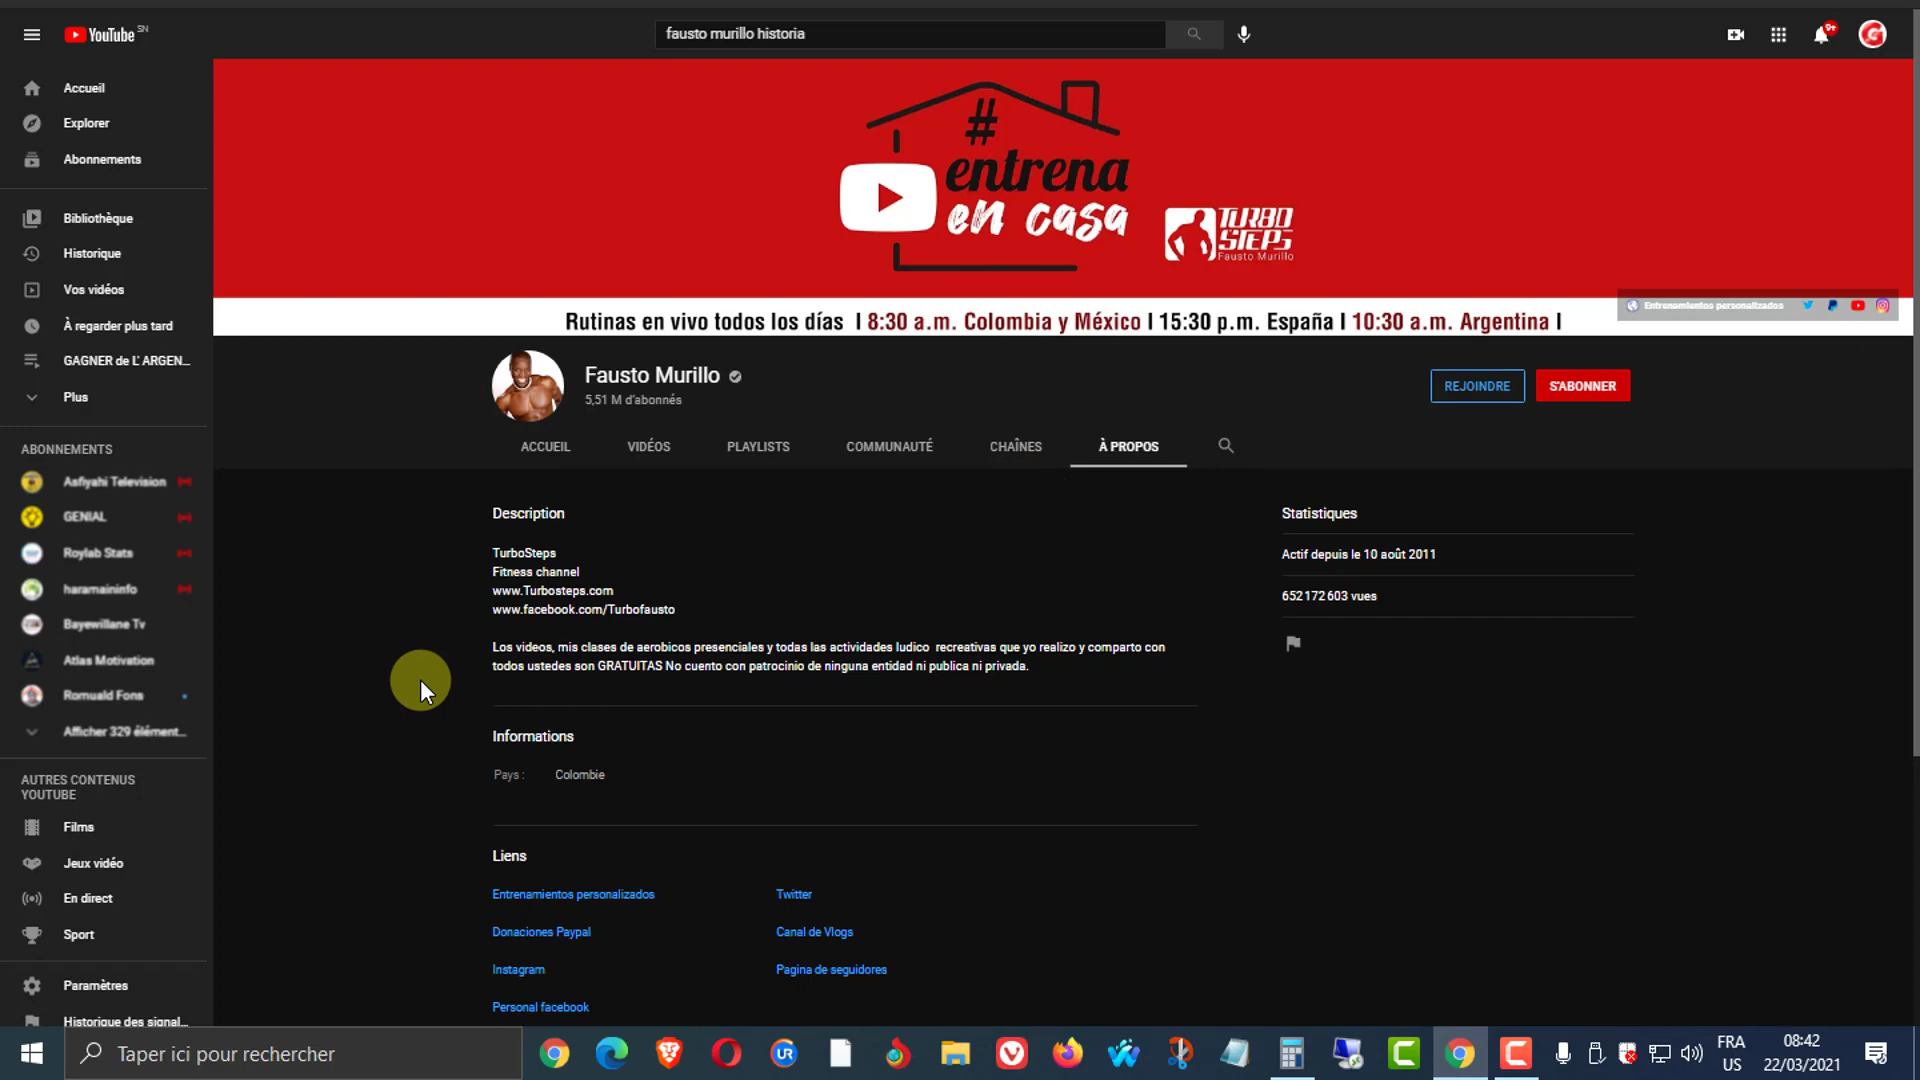 YouTube SN
fausto murillo historia
9+
Accueil
Explorer
Abonnements
Bibliothèque
Historique
Vos vidéos
À regarder plus tard
GAGNER de L' ARGEN...
Plus
ABONNEMENTS
Asfiyahi Television
GENIAL
Roylab Stats
haramaininfo
Bayewillane Tv
Atlas Motivation
Romuald Fons
Afficher 329 élément...
AUTRES CONTENUS
YOUTUBE
Films
Jeux vidéo
En direct
Sport
Paramètres
Historique des signal...
#
entrena
en casa
TURBO
STEPS
Fausto Murillo
Entrenamientos personalizados
Rutinas en vivo todos los días I 8:30 a.m. Colombia y México I 15:30 p.m. España I 10:30 a.m. Argentina I
Fausto Murillo
5,51 M d'abonnés
REJOINDRE
S'ABONNER
ACCUEIL
VIDÉOS
PLAYLISTS
COMMUNAUTÉ
CHAÎNES
À PROPOS
Description
TurboSteps
Fitness channel
www.Turbosteps.com
www.facebook.com/Turbofausto
Los videos, mis clases de aerobicos presenciales y todas las actividades ludico recreativas que yo realizo y comparto con
todos ustedes son GRATUITAS No cuento con patrocinio de ninguna entidad ni publica ni privada.
Informations
Pays : Colombie
Liens
Entrenamientos personalizados
Twitter
Donaciones Paypal
Canal de Vlogs
Instagram
Pagina de seguidores
Personal facebook
Statistiques
Actif depuis le 10 août 2011
652 172 603 vues
Taper ici pour rechercher
UR
FRA
US
08:42
22/03/2021